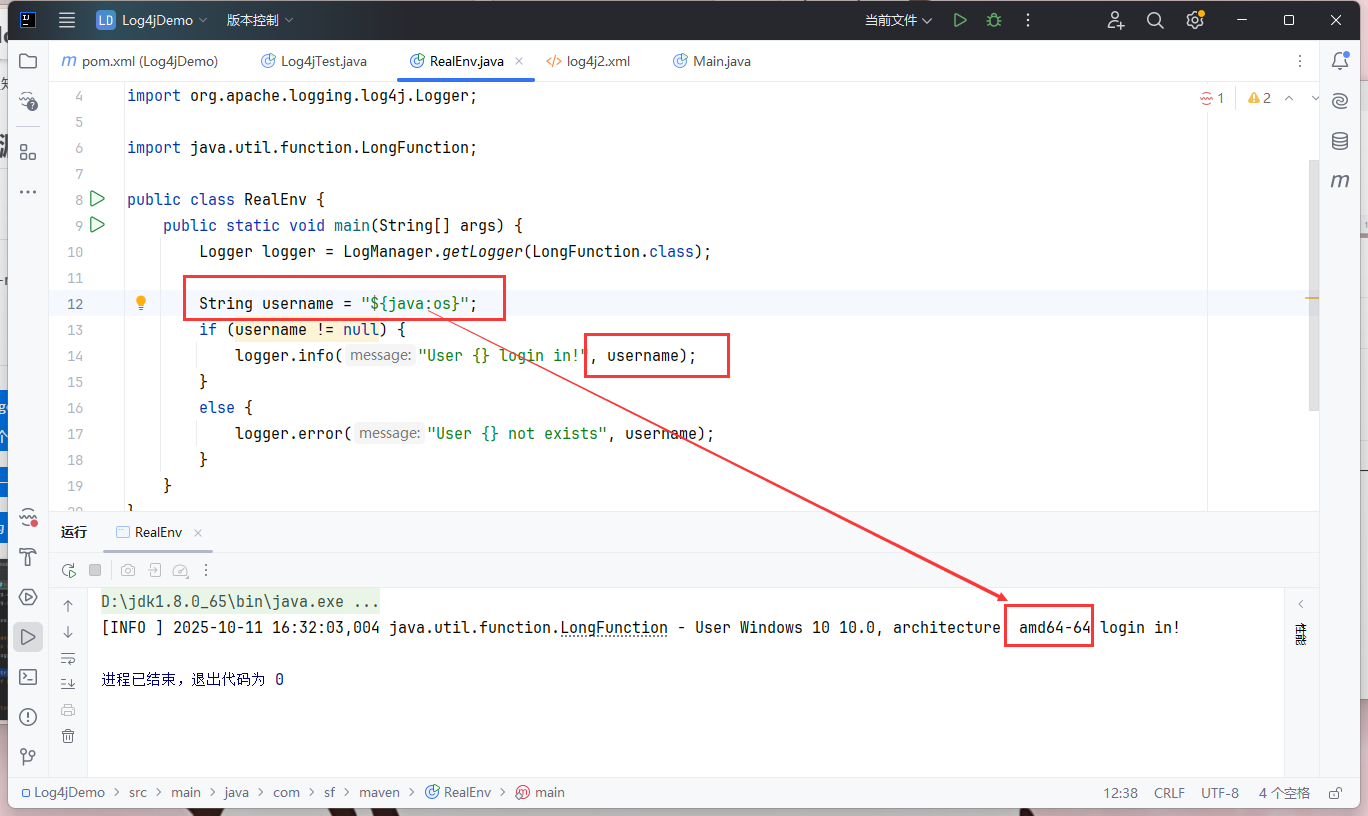 LD Log4jDemo 版本控制 当前文件
pom.xml (Log4jDemo) Log4jTest.java RealEnv.java log4j2.xml Main.java
4 import org.apache.logging.log4j.Logger; 1 2
5
6 import java.util.function.LongFunction;
7
8 public class RealEnv {
9 public static void main(String[] args) {
10 Logger logger = LogManager.getLogger(LongFunction.class);
11
12 String username = "${java:os}";
13 if (username != null) {
14 logger.info( message: "User {} login in!", username);
15 }
16 else {
17 logger.error( message: "User {} not exists", username);
18 }
19 }
运行 RealEnv
D:\jdk1.8.0_65\bin\java.exe ...
[INFO ] 2025-10-11 16:32:03,004 java.util.function.LongFunction - User Windows 10 10.0, architecture amd64-64 login in!
性能
进程已结束，退出代码为 0
Log4jDemo > src > main > java > com > sf > maven > RealEnv > main 12:38 CRLF UTF-8 4 个空格